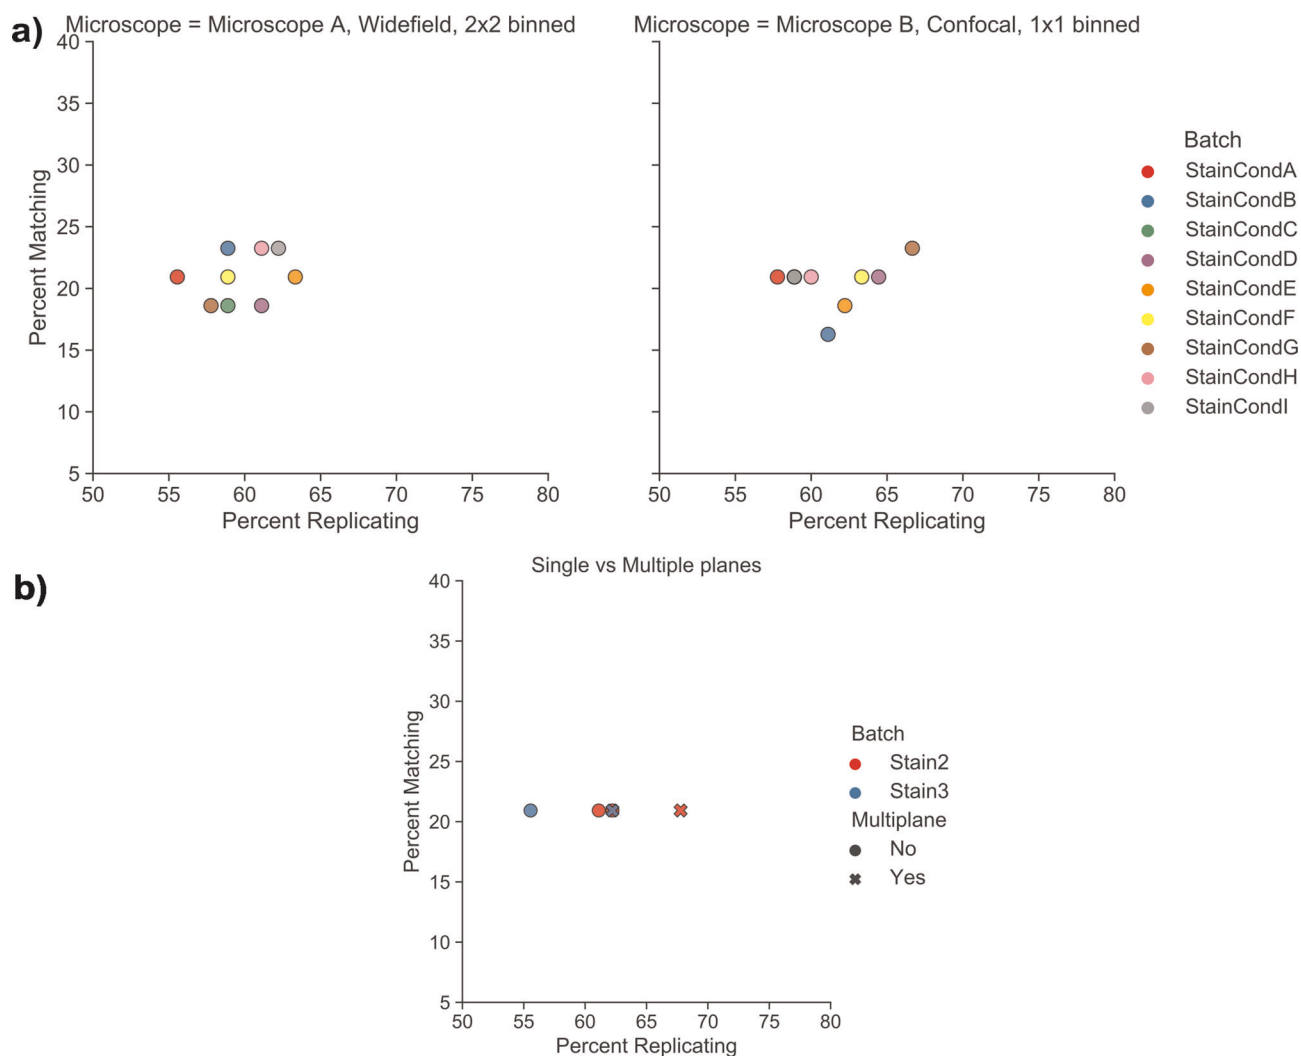 a)
Microscope = Microscope A, Widefield, 2x2 binned
40
35
30
25
20
15
10
5
Percent Matching
50 55 60 65 70 75 80
Percent Replicating
Microscope = Microscope B, Confocal, 1x1 binned
50 55 60 65 70 75 80
Percent Replicating
Batch
StainCondA
StainCondB
StainCondC
StainCondD
StainCondE
StainCondF
StainCondG
StainCondH
StainCondI
b)
Single vs Multiple planes
40
35
30
25
20
15
10
5
Percent Matching
50 55 60 65 70 75 80
Percent Replicating
Batch
Stain2
Stain3
Multiplane
No
Yes